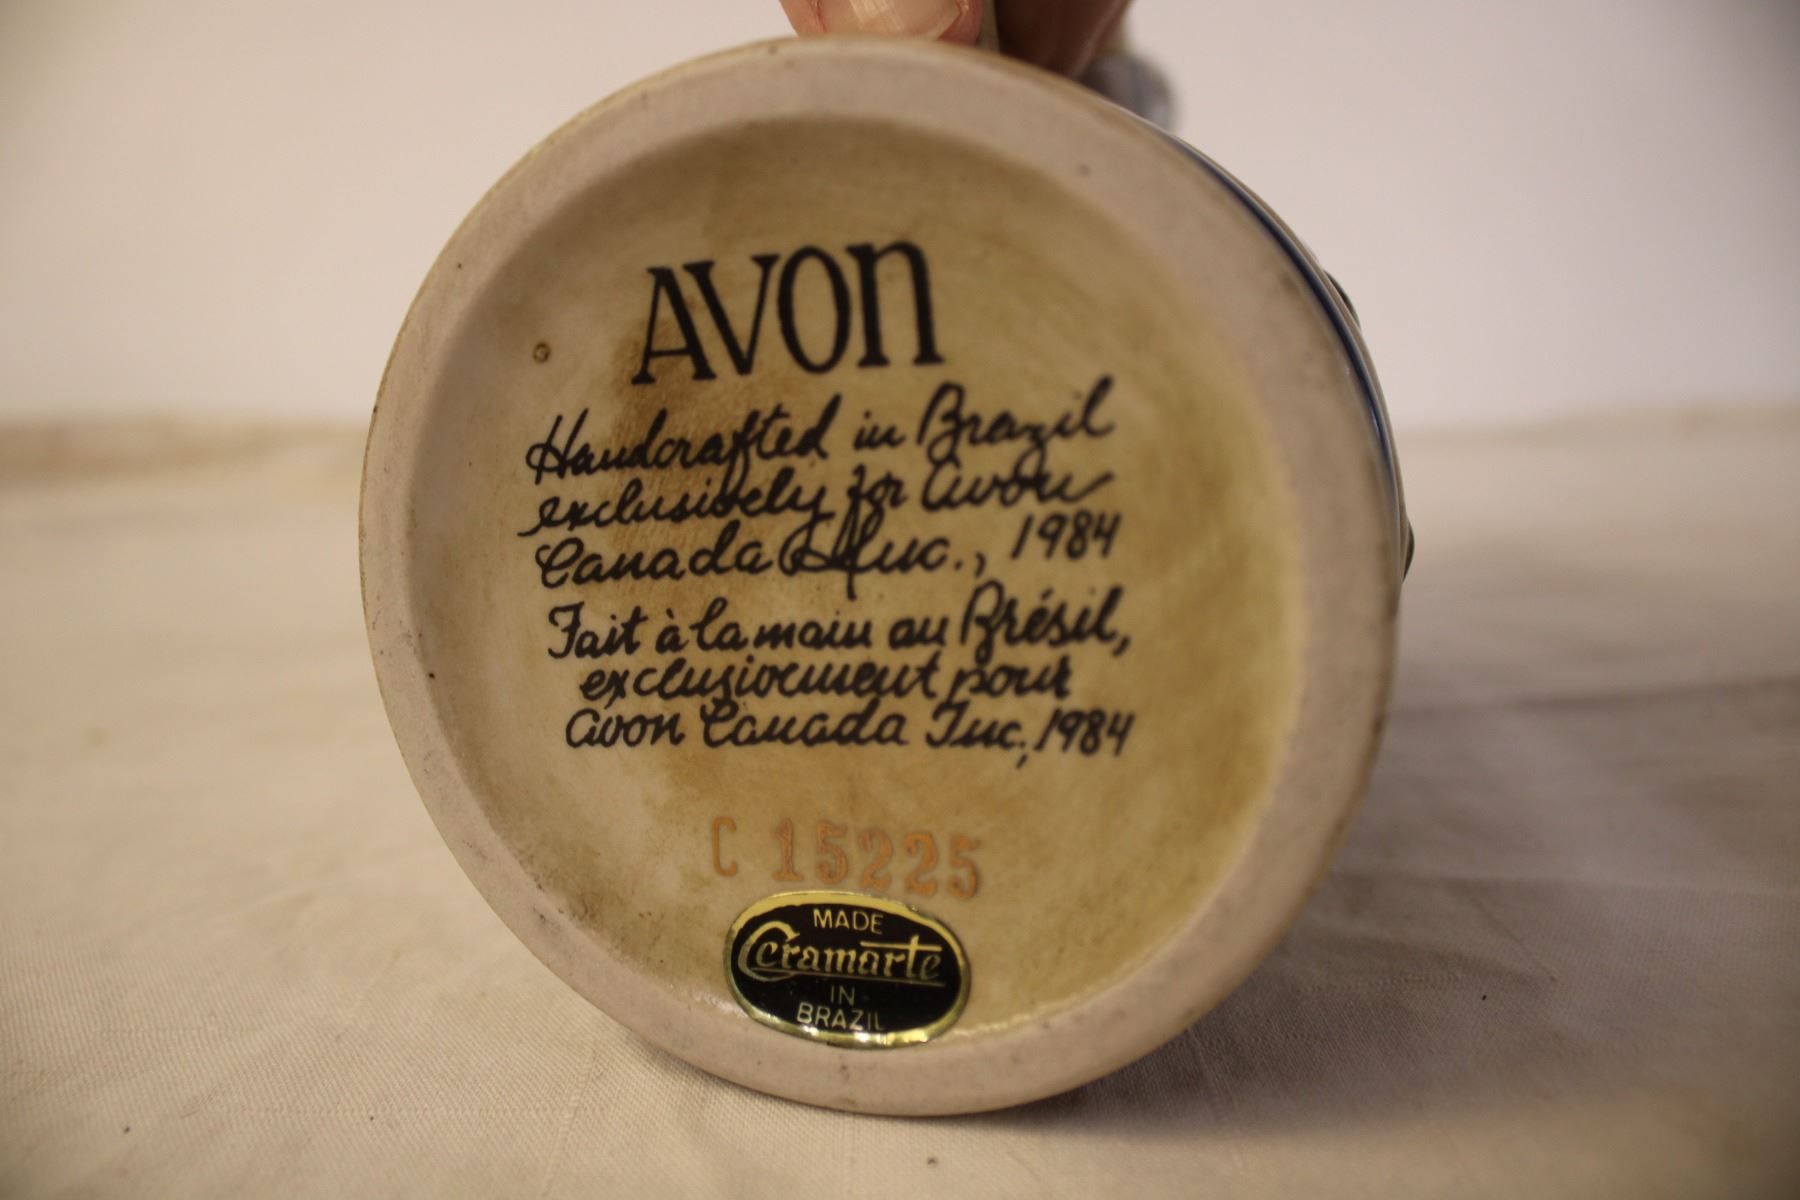 AVON
Handcrafted in Brazil
exclusively for Avon
Canada Inc., 1984
Fait à la main au Brésil,
exclusivement pour
Avon Canada Inc., 1984
C 15225
MADE
Ceramarte
IN
BRAZIL